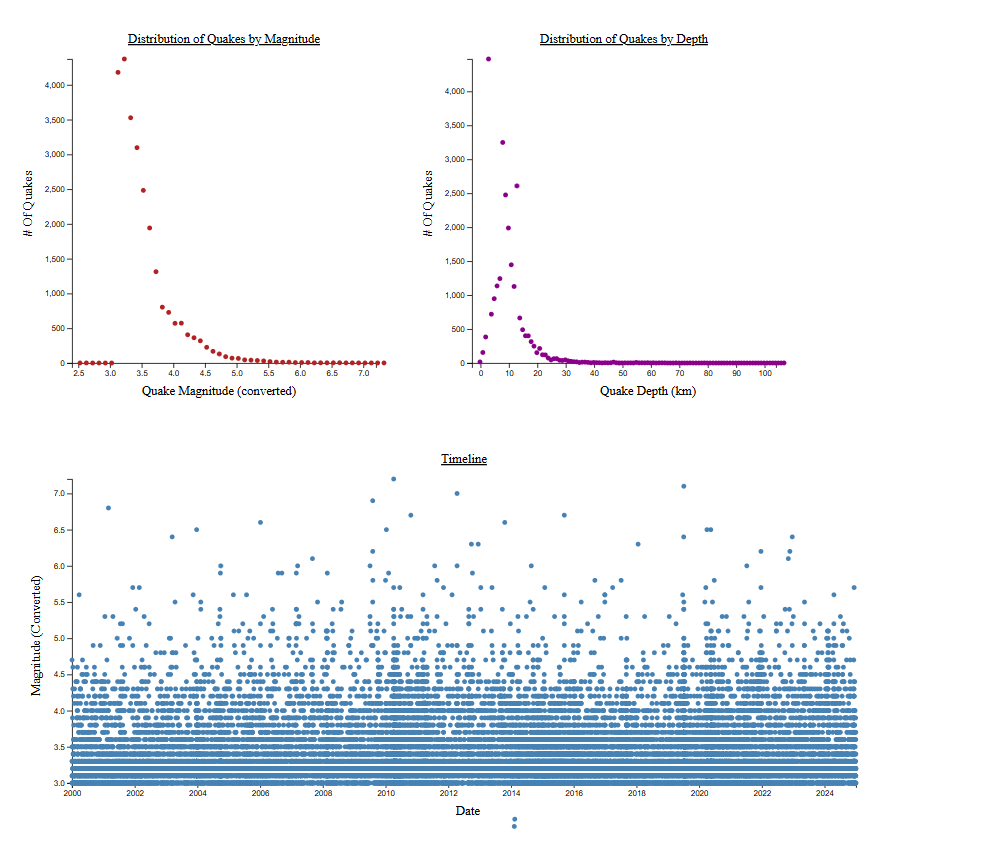 Distribution of Quakes by Magnitude
4,000
3,500
3,000
2,500
2,000
1,500
1,000
500
0
# Of Quakes
2.5 3.0 3.5 4.0 4.5 5.0 5.5 6.0 6.5 7.0
Quake Magnitude (converted)
Distribution of Quakes by Depth
4,000
3,500
3,000
2,500
2,000
1,500
1,000
500
0
# Of Quakes
0 10 20 30 40 50 60 70 80 90 100
Quake Depth (km)
Timeline
7.0
6.5
6.0
5.5
5.0
4.5
4.0
3.5
3.0
Magnitude (Converted)
2000 2002 2004 2006 2008 2010 2012 2014 2016 2018 2020 2022 2024
Date